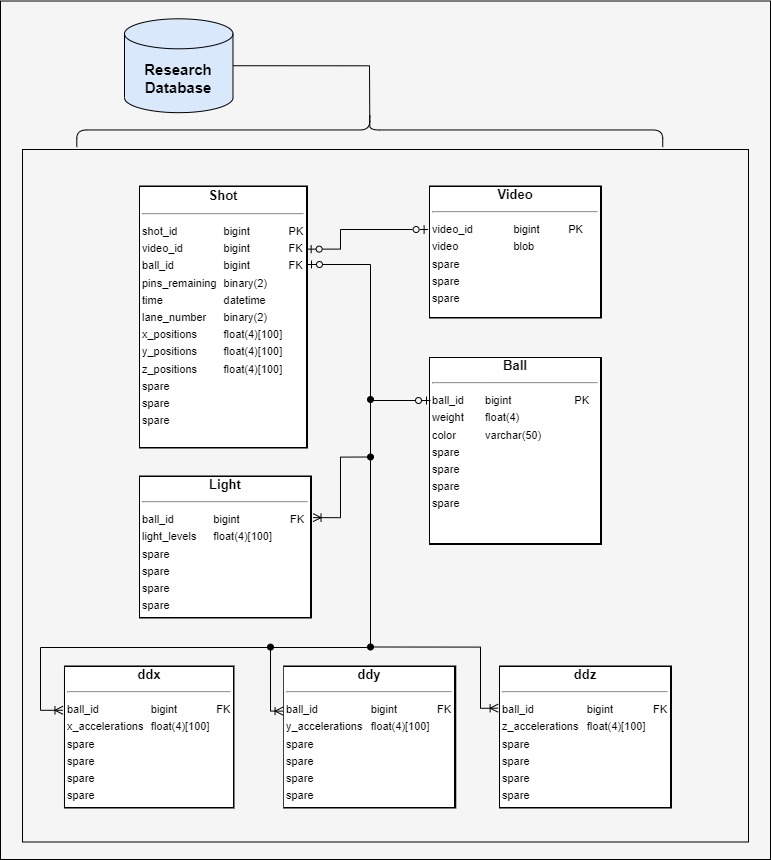 Research
Database
Shot
shot_id bigint PK
video_id bigint FK
ball_id bigint FK
pins_remaining binary(2)
time datetime
lane_number binary(2)
x_positions float(4)[100]
y_positions float(4)[100]
z_positions float(4)[100]
spare
spare
spare
Video
video_id bigint PK
video blob
spare
spare
spare
Ball
ball_id bigint PK
weight float(4)
color varchar(50)
spare
spare
spare
spare
Light
ball_id bigint FK
light_levels float(4)[100]
spare
spare
spare
spare
ddx
ball_id bigint FK
x_accelerations float(4)[100]
spare
spare
spare
spare
ddy
ball_id bigint FK
y_accelerations float(4)[100]
spare
spare
spare
spare
ddz
ball_id bigint FK
z_accelerations float(4)[100]
spare
spare
spare
spare